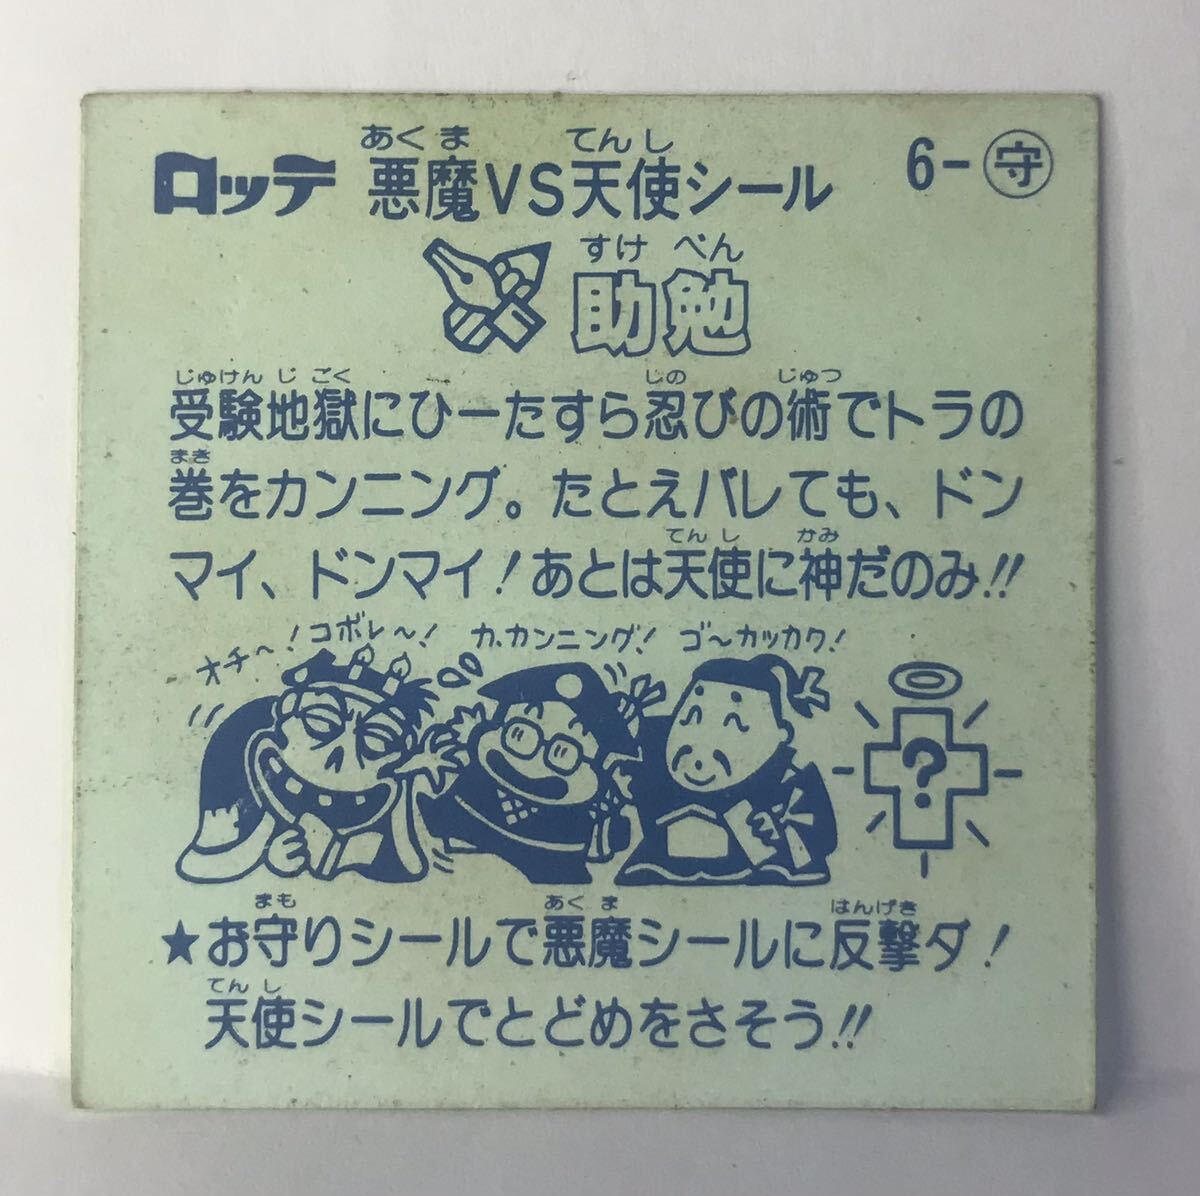 ロッテ 悪魔VS天使シール 6-守
あくま てんし
すけべん
助勉
じゅけんじごく しの じゅつ
受験地獄にひーたすら忍びの術でトラの
まき
巻をカンニング。たとえバレても、ドン
てんし かみ
マイ、ドンマイ!あとは天使に神だのみ!!
オチ〜!コボレ〜! カ、カンニング! ゴ〜カッカク!
?
まも あくま はんげき
★お守りシールで悪魔シールに反撃ダ!
てんし
天使シールでとどめをさそう!!